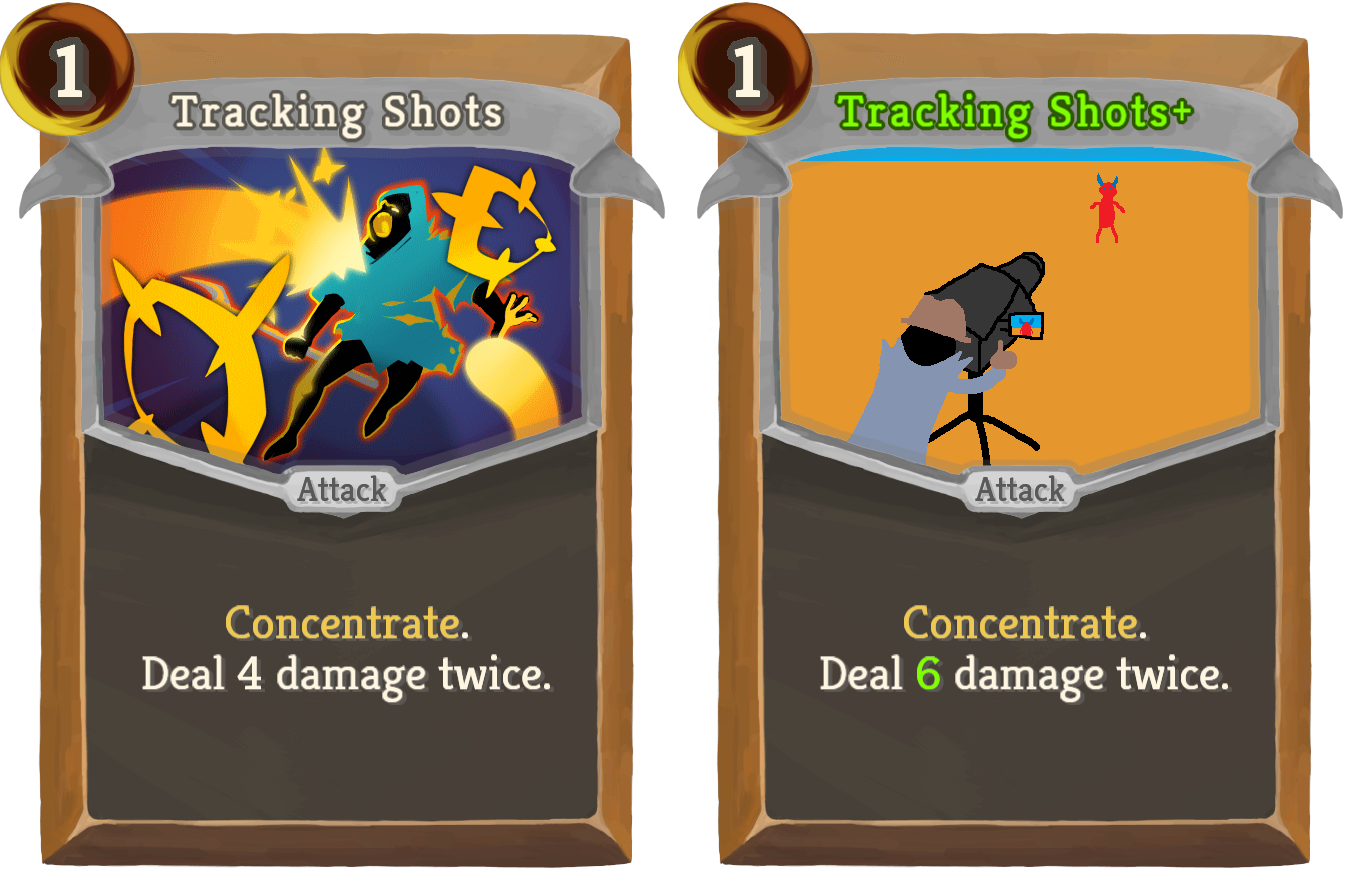 1
Tracking Shots
Attack
Concentrate.
Deal 4 damage twice.
1
Tracking Shots+
Attack
Concentrate.
Deal 6 damage twice.